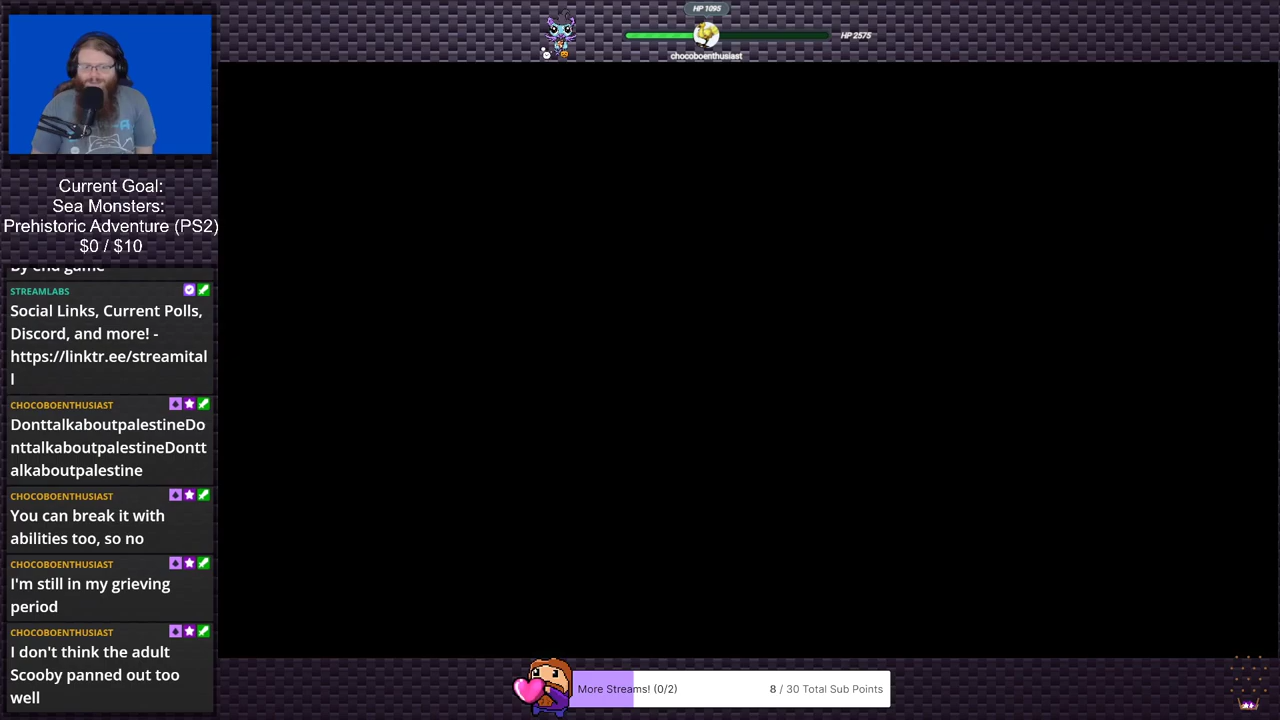 HP 1095
HP 2575
chocoboenthusiast
Current Goal:
Sea Monsters:
Prehistoric Adventure (PS2)
$0 / $10
By end game
STREAMLABS
Social Links, Current Polls,
Discord, and more! -
https://linktr.ee/streamital
l
CHOCOBOENTHUSIAST
DonttalkaboutpalestineDo
nttalkaboutpalestineDontt
alkaboutpalestine
CHOCOBOENTHUSIAST
You can break it with
abilities too, so no
CHOCOBOENTHUSIAST
I'm still in my grieving
period
CHOCOBOENTHUSIAST
I don't think the adult
Scooby panned out too
well
More Streams! (0/2)
8 / 30 Total Sub Points